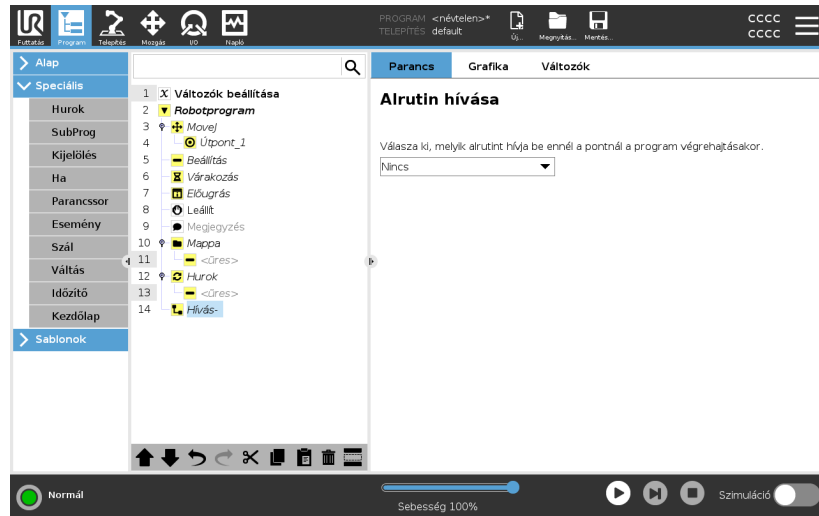 PROGRAM <névtelen>*
TELEPÍTÉS default
cccc
cccc
Futtatás Program Telepítés Mozgás I/O Napló Új... Megnyitás... Mentés...
Alap
Speciális
Hurok
SubProg
Kijelölés
Ha
Parancssor
Esemény
Szál
Váltás
Időzítő
Kezdőlap
Sablonok
1 X Változók beállítása
2 Robotprogram
3 MoveJ
4 Útpont_1
5 Beállítás
6 Várakozás
7 Előugrás
8 Leállít
9 Megjegyzés
10 Mappa
11 <üres>
12 Hurok
13 <üres>
14 Hívás-
Parancs Grafika Változók
Alrutin hívása
Válasza ki, melyik alrutint hívja be ennél a pontnál a program végrehajtásakor.
Nincs
Normál
Sebesség 100%
Szimuláció